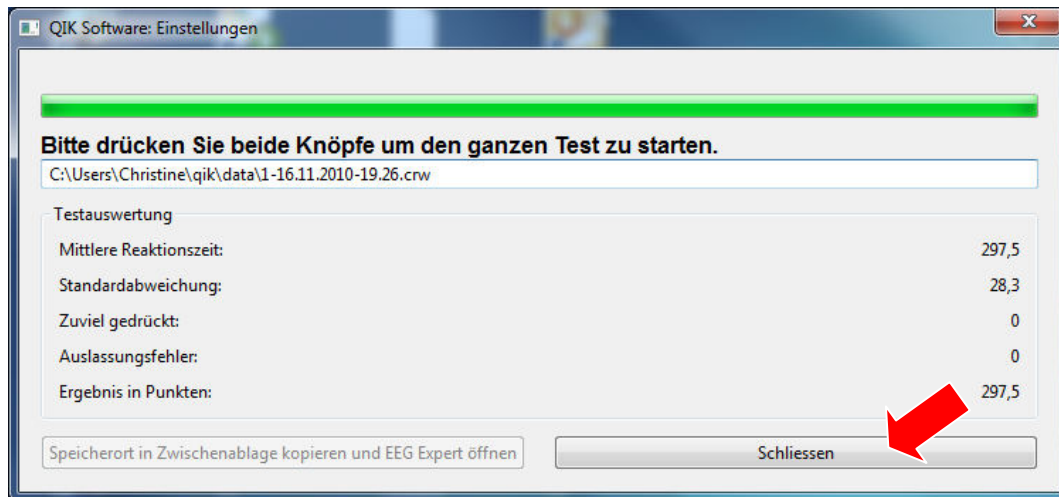 QIK Software: Einstellungen
Bitte drücken Sie beide Knöpfe um den ganzen Test zu starten.
C:\Users\Christine\qik\data\1-16.11.2010-19.26.crw
Testauswertung
Mittlere Reaktionszeit: 297,5
Standardabweichung: 28,3
Zuviel gedrückt: 0
Auslassungsfehler: 0
Ergebnis in Punkten: 297,5
Speicherort in Zwischenablage kopieren und EEG Expert öffnen Schliessen